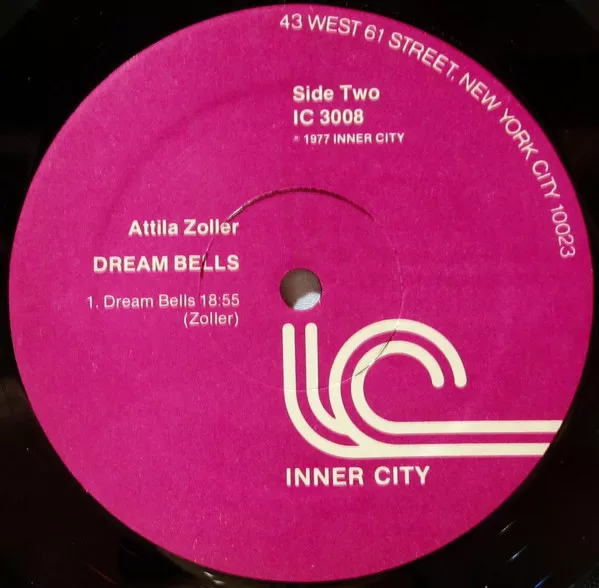 43 WEST 61 STREET, NEW YORK CITY 10023
Side Two
IC 3008
℗ 1977 INNER CITY
Attila Zoller
DREAM BELLS
1. Dream Bells 18:55
(Zoller)
IC
INNER CITY